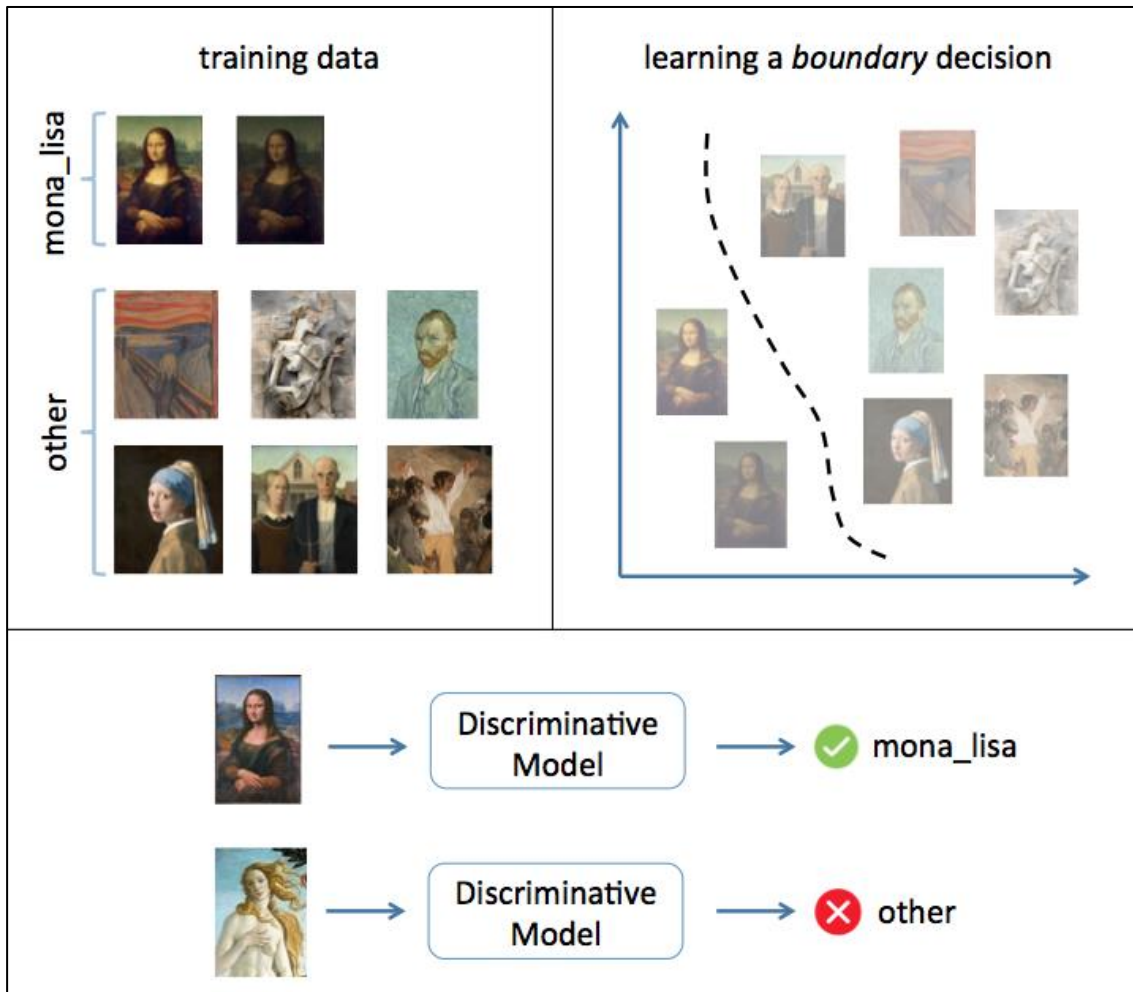 training data
mona_lisa
other
learning a boundary decision
Discriminative
Model
mona_lisa
Discriminative
Model
other